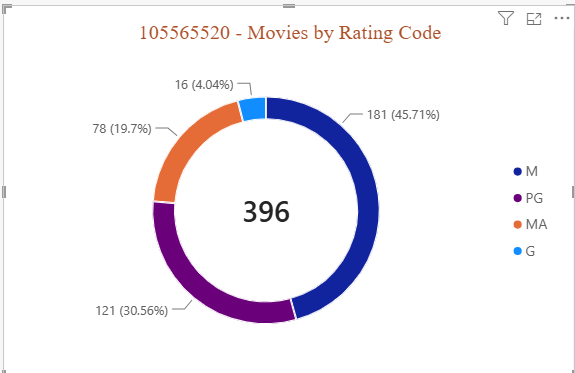 105565520 - Movies by Rating Code
16 (4.04%)
181 (45.71%)
78 (19.7%)
396
121 (30.56%)
M
PG
MA
G